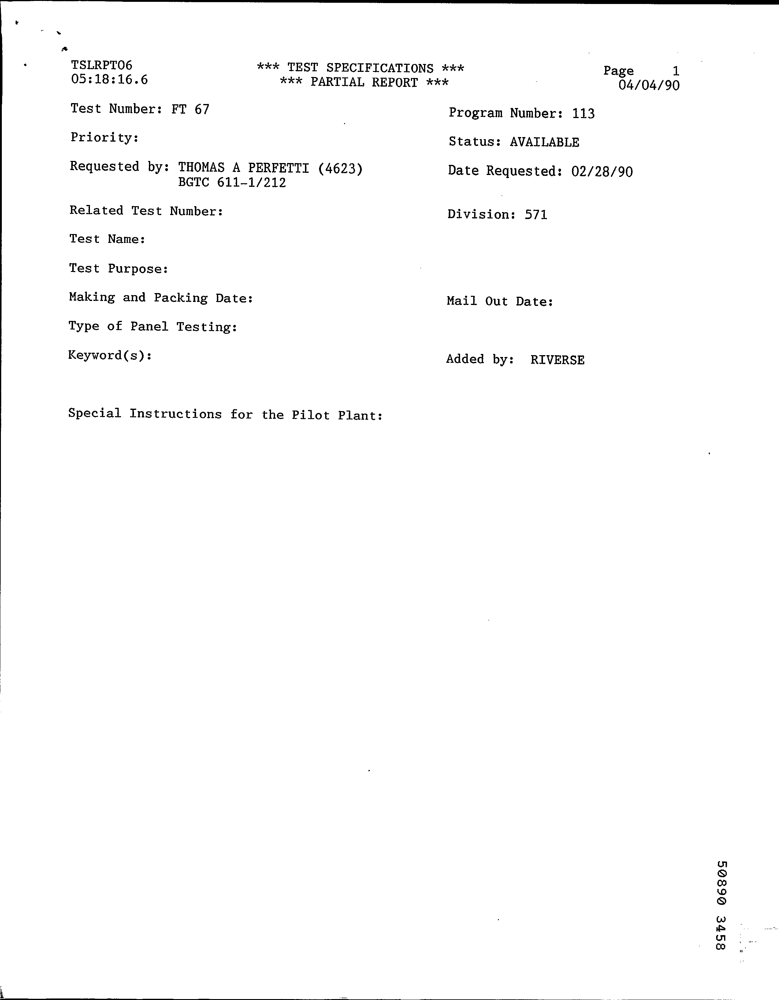 TSLRPT06 *** TEST SPECIFICATIONS *** Page 1
05:18:16.6 *** PARTIAL REPORT *** 04/04/90
Test Number: FT 67 Program Number: 113
Priority: Status: AVAILABLE
Requested by: THOMAS A PERFETTI (4623) Date Requested: 02/28/90
BGTC 611-1/212
Related Test Number: Division: 571
Test Name:
Test Purpose:
Making and Packing Date: Mail Out Date:
Type of Panel Testing:
Keyword(s): Added by: RIVERSE
Special Instructions for the Pilot Plant:
50890 3458